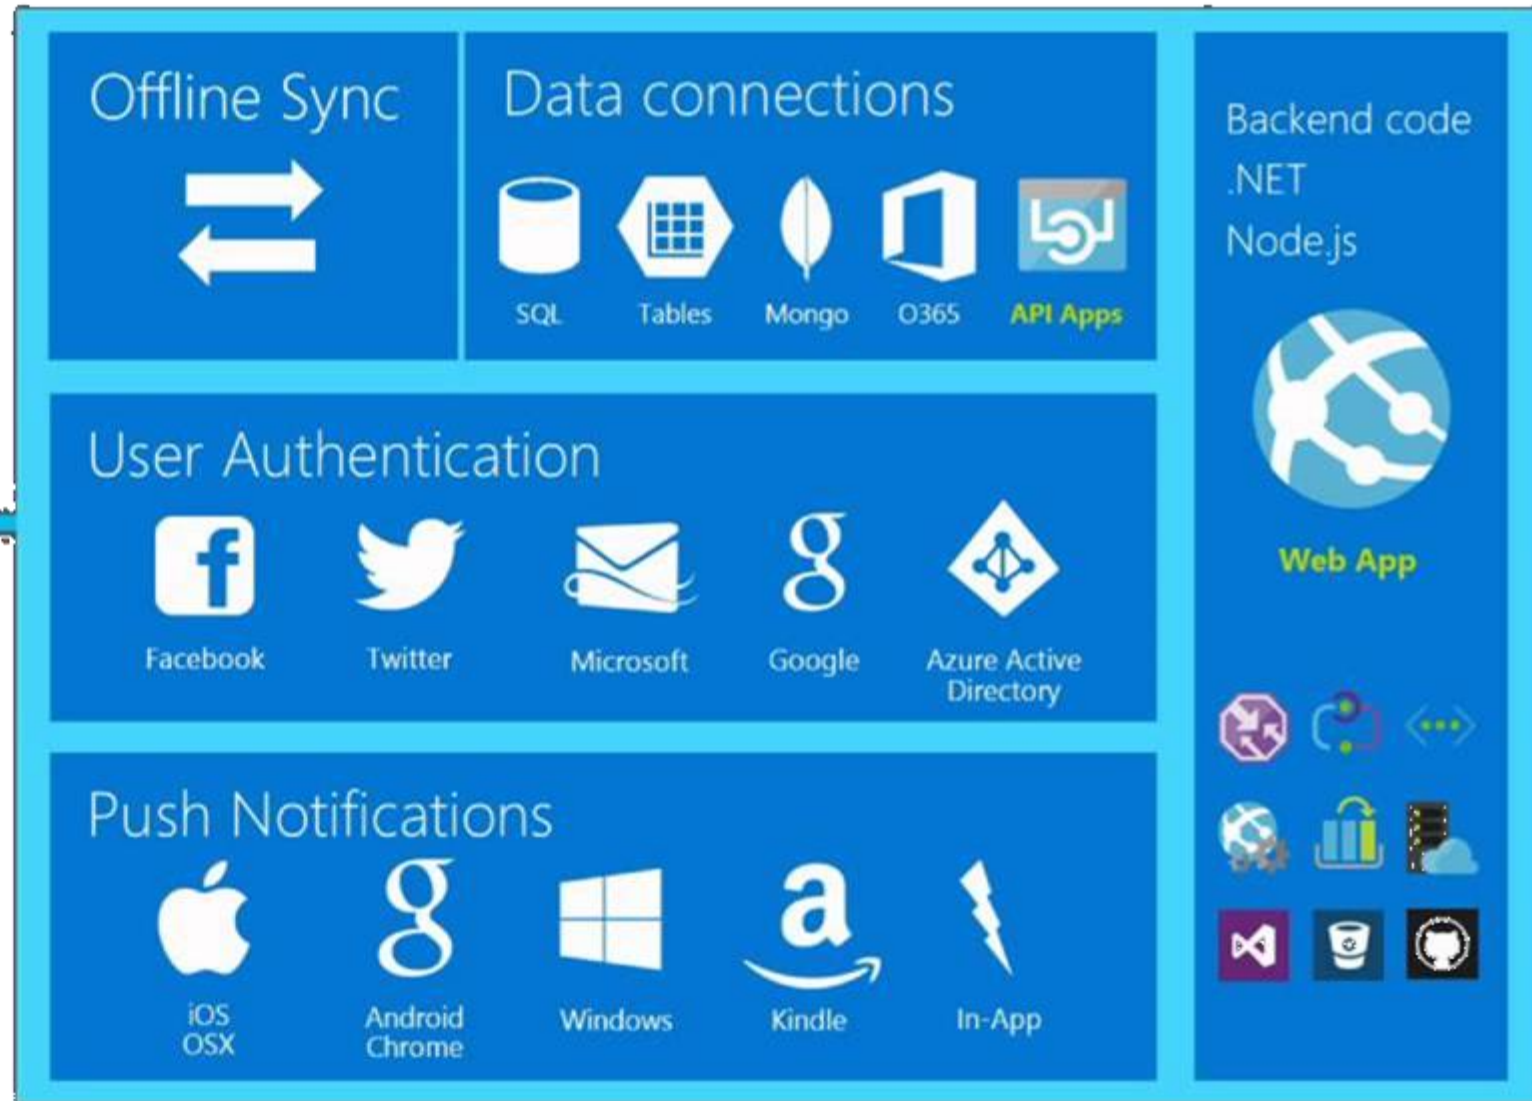 Offline Sync
Data connections
SQL
Tables
Mongo
O365
API Apps
User Authentication
Facebook
Twitter
Microsoft
Google
Azure Active
Directory
Push Notifications
iOS
OSX
Android
Chrome
Windows
Kindle
In-App
Backend code
.NET
Node.js
Web App